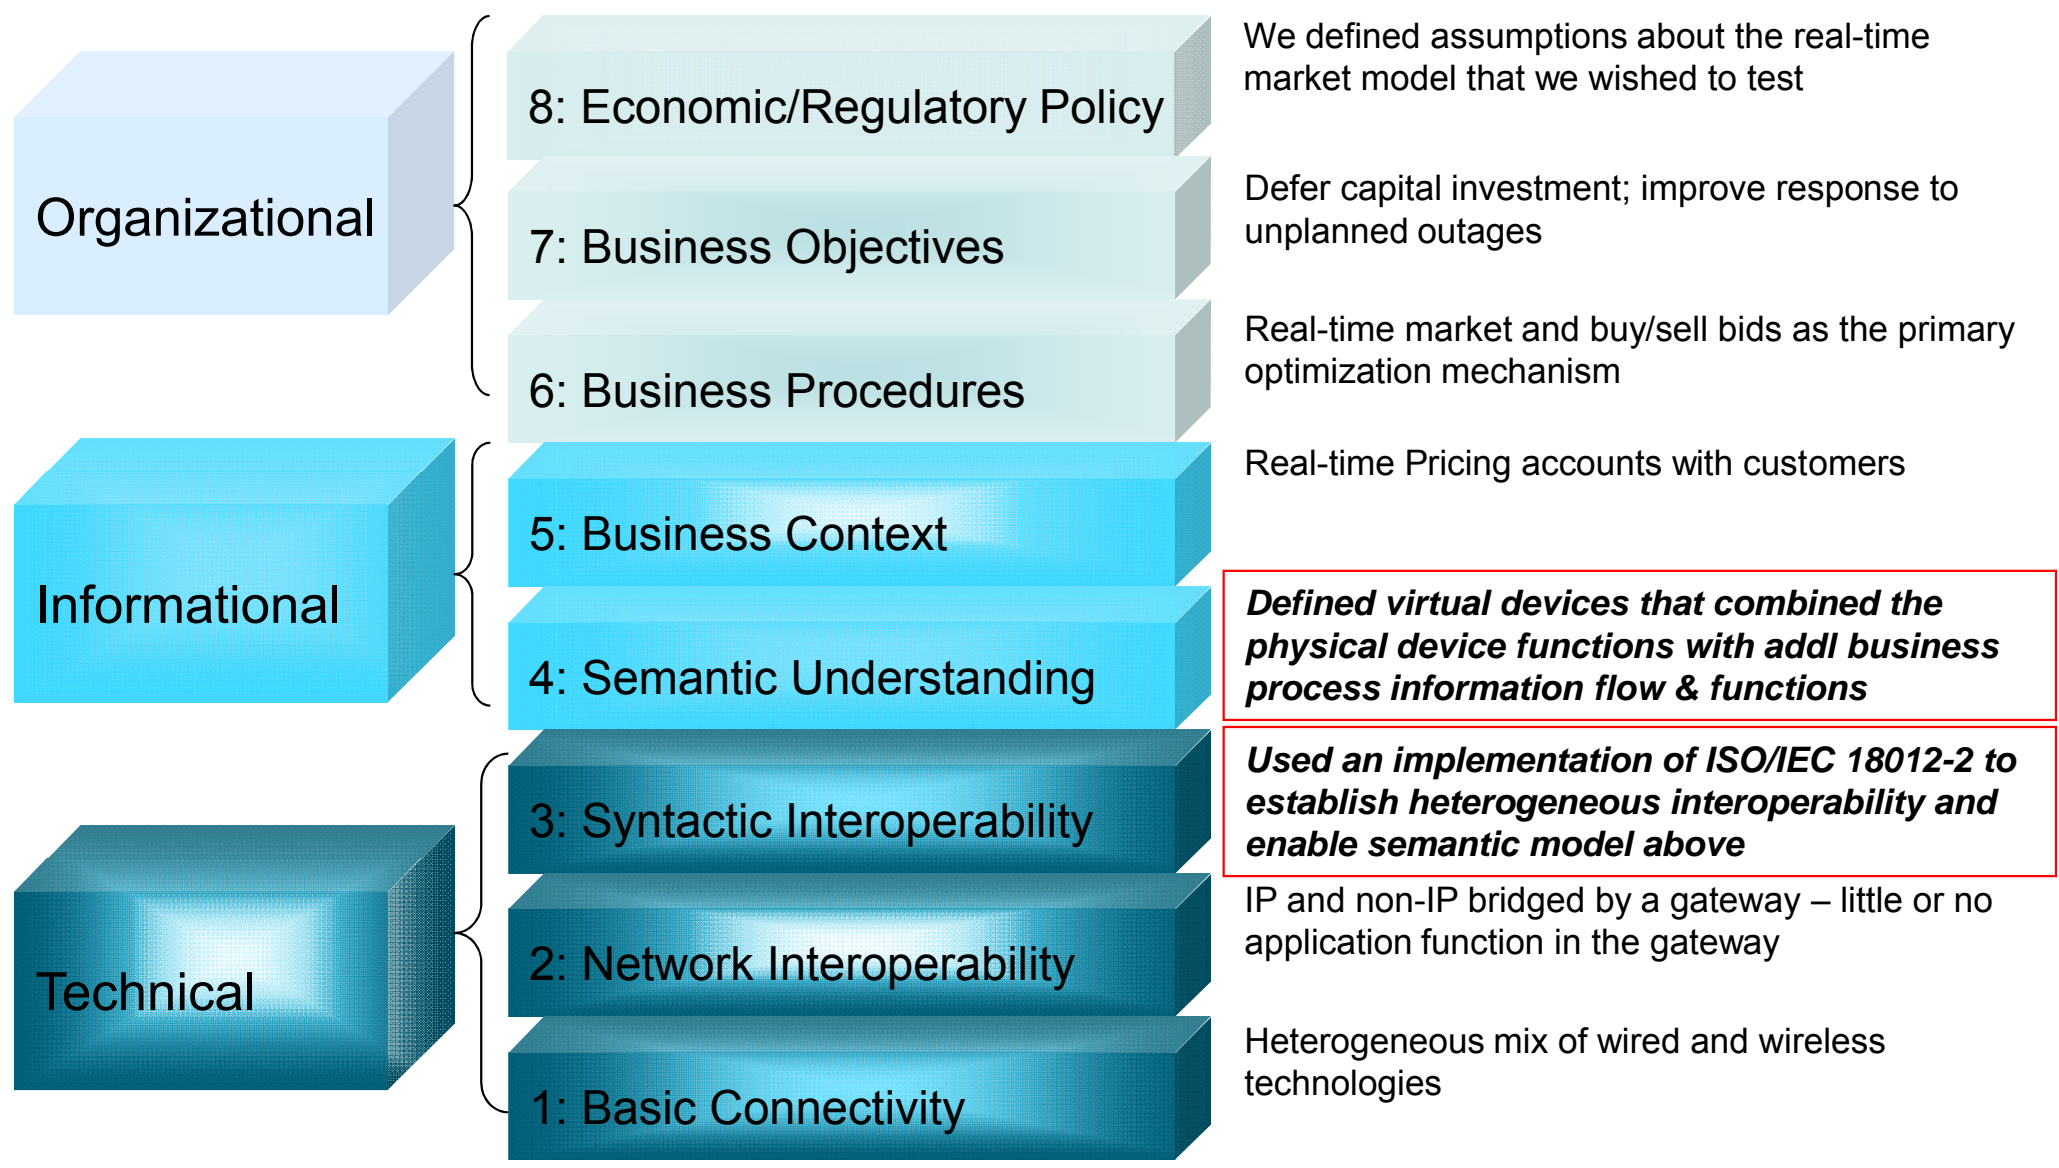 Organizational
8: Economic/Regulatory Policy
We defined assumptions about the real-time
market model that we wished to test
7: Business Objectives
Defer capital investment; improve response to
unplanned outages
6: Business Procedures
Real-time market and buy/sell bids as the primary
optimization mechanism
Informational
5: Business Context
Real-time Pricing accounts with customers
4: Semantic Understanding
Defined virtual devices that combined the
physical device functions with addl business
process information flow & functions
Technical
3: Syntactic Interoperability
Used an implementation of ISO/IEC 18012-2 to
establish heterogeneous interoperability and
enable semantic model above
2: Network Interoperability
IP and non-IP bridged by a gateway – little or no
application function in the gateway
1: Basic Connectivity
Heterogeneous mix of wired and wireless
technologies